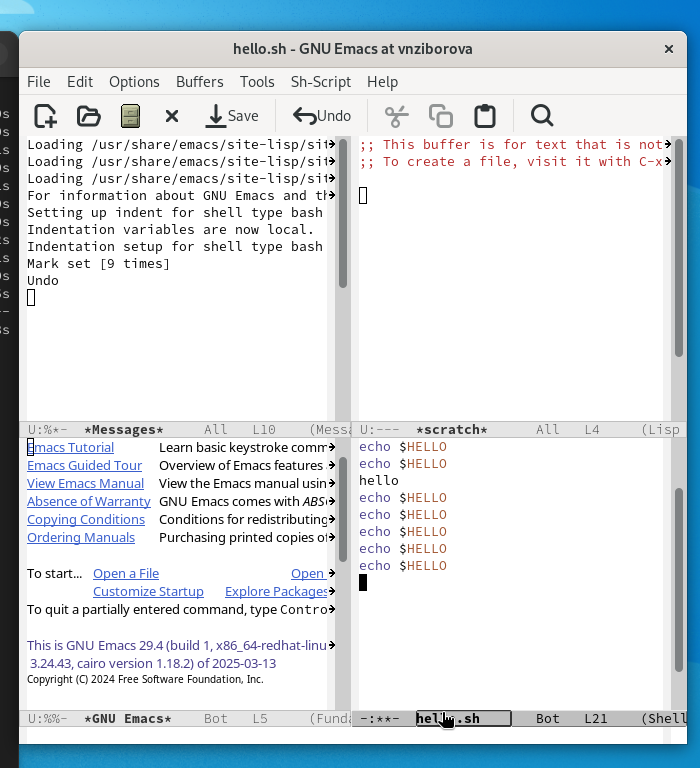 hello.sh - GNU Emacs at vnziborova
File Edit Options Buffers Tools Sh-Script Help
Save Undo
Loading /usr/share/emacs/site-lisp/sit
Loading /usr/share/emacs/site-lisp/sit
Loading /usr/share/emacs/site-lisp/sit
For information about GNU Emacs and th
Setting up indent for shell type bash
Indentation variables are now local.
Indentation setup for shell type bash
Mark set [9 times]
Undo
U:%*- *Messages* All L10 (Messa
;; This buffer is for text that is not
;; To create a file, visit it with C-x
U:--- *scratch* All L4 (Lisp
Emacs Tutorial Learn basic keystroke comm
Emacs Guided Tour Overview of Emacs features
View Emacs Manual View the Emacs manual usin
Absence of Warranty GNU Emacs comes with ABS
Copying Conditions Conditions for redistributing
Ordering Manuals Purchasing printed copies of
To start... Open a File Open
Customize Startup Explore Packages
To quit a partially entered command, type Contro
This is GNU Emacs 29.4 (build 1, x86_64-redhat-linu
3.24.43, cairo version 1.18.2) of 2025-03-13
Copyright (C) 2024 Free Software Foundation, Inc.
U:%%- *GNU Emacs* Bot L5 (Funda
echo $HELLO
echo $HELLO
hello
echo $HELLO
echo $HELLO
echo $HELLO
echo $HELLO
echo $HELLO
-:**- hello.sh Bot L21 (Shell